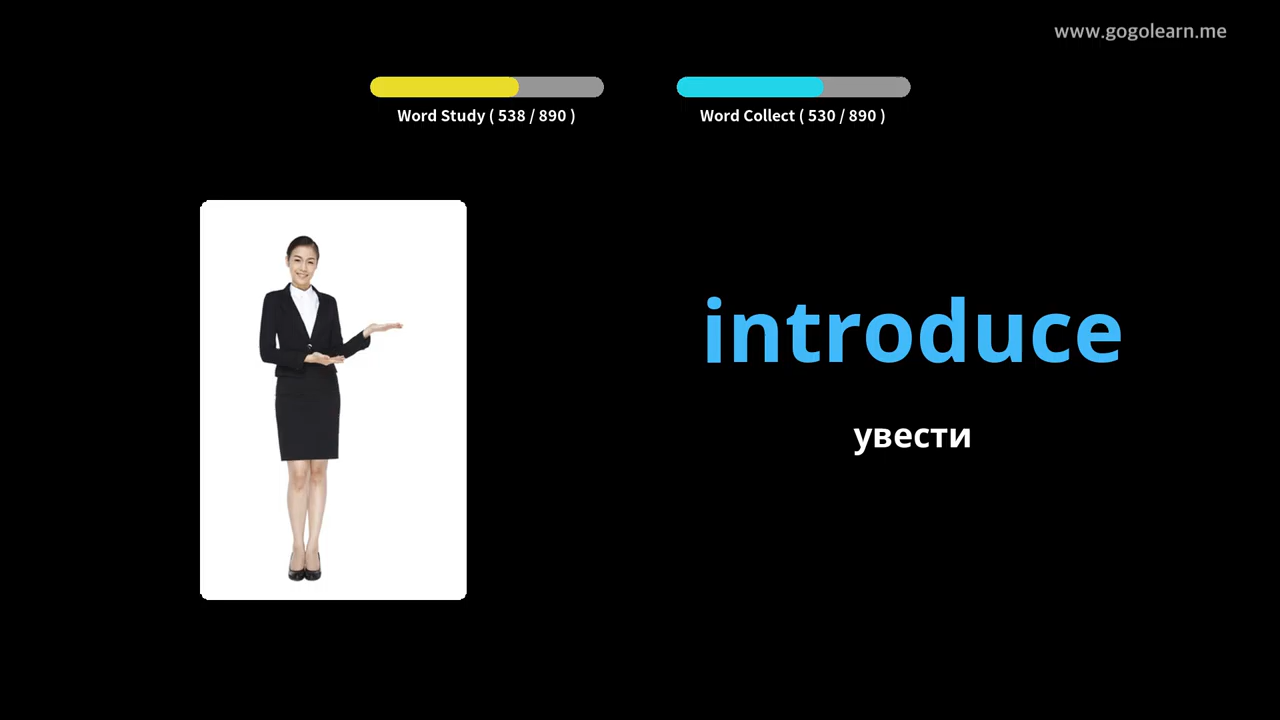 www.gogolearn.me
Word Study ( 538 / 890 )
Word Collect ( 530 / 890 )
introduce
увести